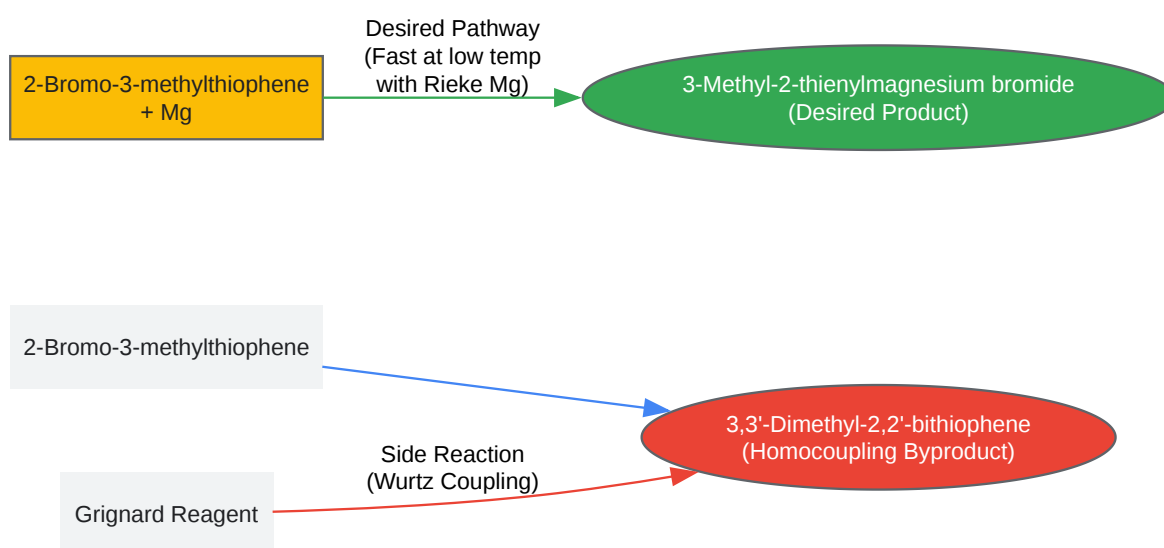 Desired Pathway
(Fast at low temp
with Rieke Mg)
2-Bromo-3-methylthiophene
+ Mg
3-Methyl-2-thienylmagnesium bromide
(Desired Product)
2-Bromo-3-methylthiophene
3,3'-Dimethyl-2,2'-bithiophene
(Homocoupling Byproduct)
Side Reaction
(Wurtz Coupling)
Grignard Reagent